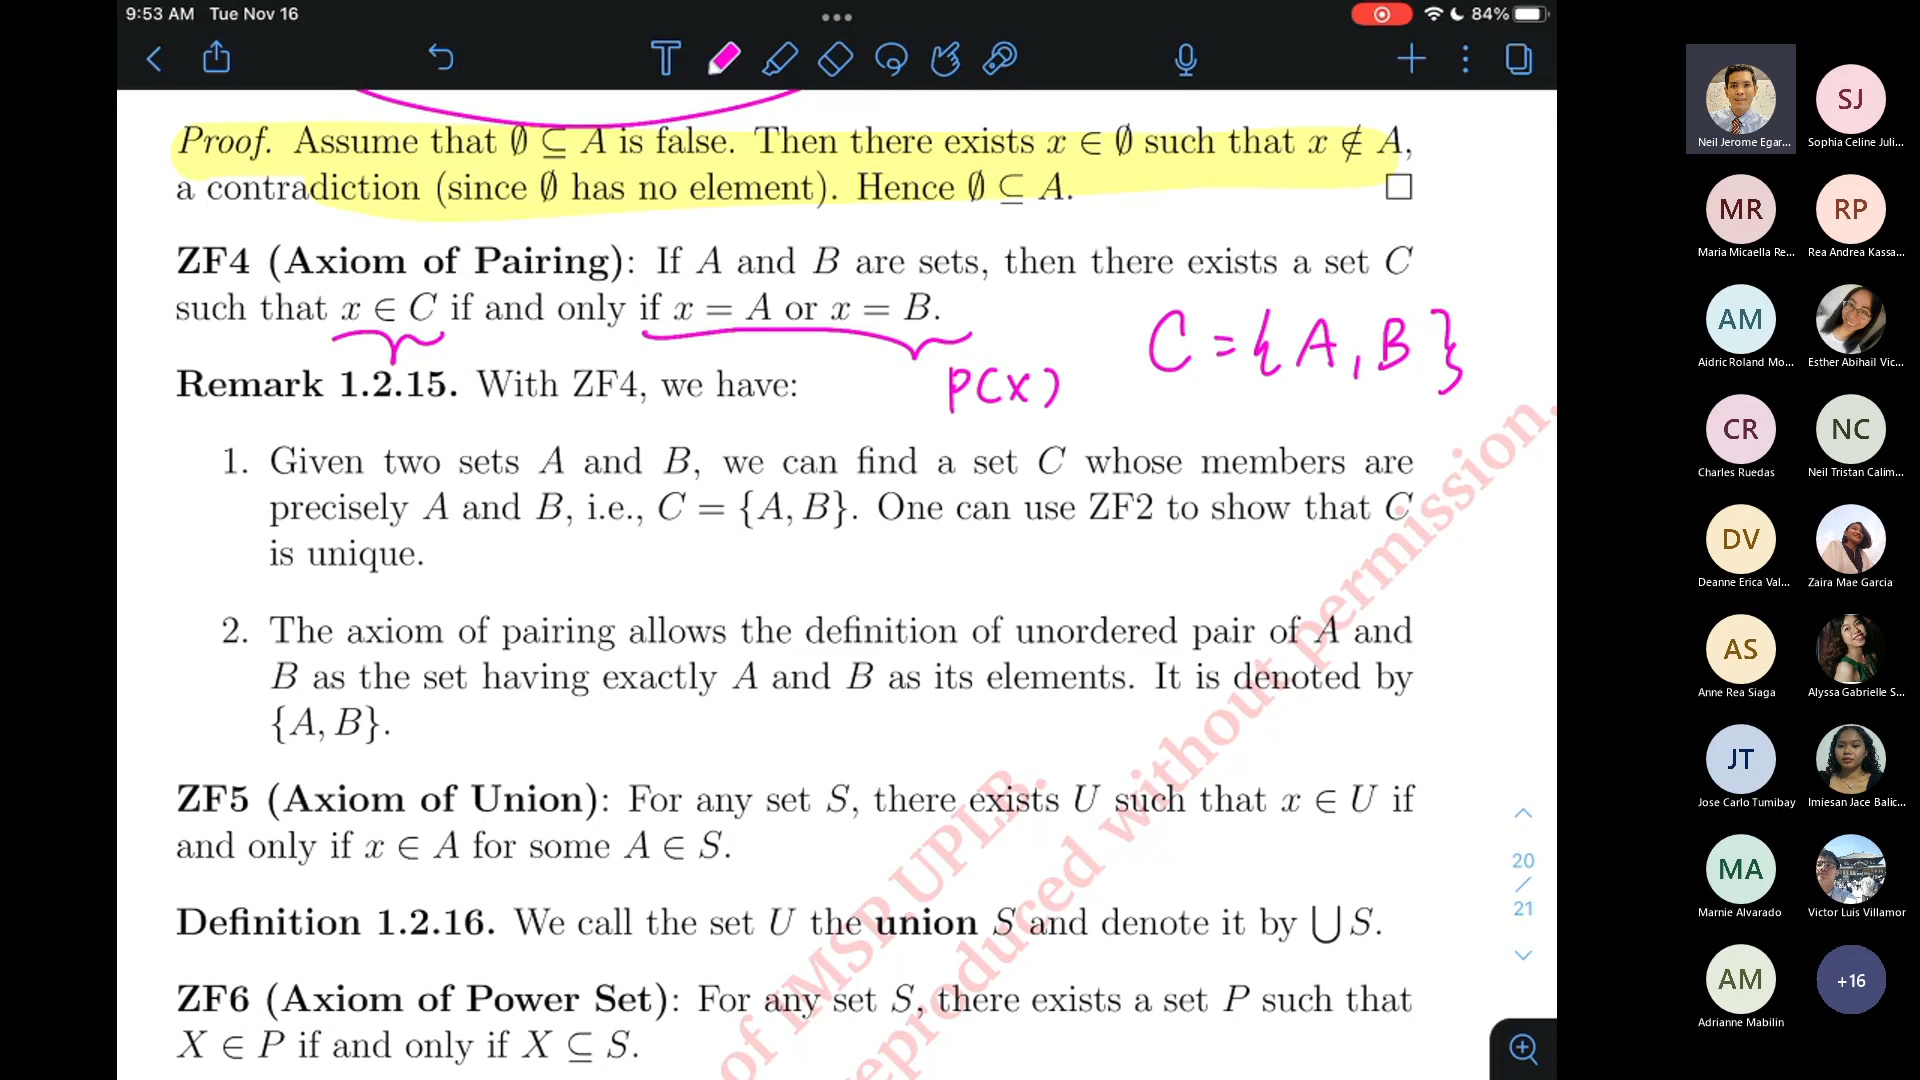 9:53 AM Tue Nov 16
84%
Proof. Assume that ∅ ⊆ A is false. Then there exists x ∈ ∅ such that x ∉ A,
a contradiction (since ∅ has no element). Hence ∅ ⊆ A. □
ZF4 (Axiom of Pairing): If A and B are sets, then there exists a set C
such that x ∈ C if and only if x = A or x = B.
C = { A, B }
P(x)
Remark 1.2.15. With ZF4, we have:
1. Given two sets A and B, we can find a set C whose members are
precisely A and B, i.e., C = {A, B}. One can use ZF2 to show that C
is unique.
2. The axiom of pairing allows the definition of unordered pair of A and
B as the set having exactly A and B as its elements. It is denoted by
{A, B}.
ZF5 (Axiom of Union): For any set S, there exists U such that x ∈ U if
and only if x ∈ A for some A ∈ S.
Definition 1.2.16. We call the set U the union S and denote it by ⋃ S.
ZF6 (Axiom of Power Set): For any set S, there exists a set P such that
X ∈ P if and only if X ⊆ S.
of IMSP.UPLB.
reproduced without permission.
20
/
21
Neil Jerome Egar...
SJ
Sophia Celine Juli...
MR
Maria Micaella Re...
RP
Rea Andrea Kassa...
AM
Aidric Roland Mo...
Esther Abihail Vic...
CR
Charles Ruedas
NC
Neil Tristan Calim...
DV
Deanne Erica Val...
Zaira Mae Garcia
AS
Anne Rea Siaga
Alyssa Gabrielle S...
JT
Jose Carlo Tumibay
Imiesan Jace Balic...
MA
Marnie Alvarado
Victor Luis Villamor
AM
Adrianne Mabilin
+16